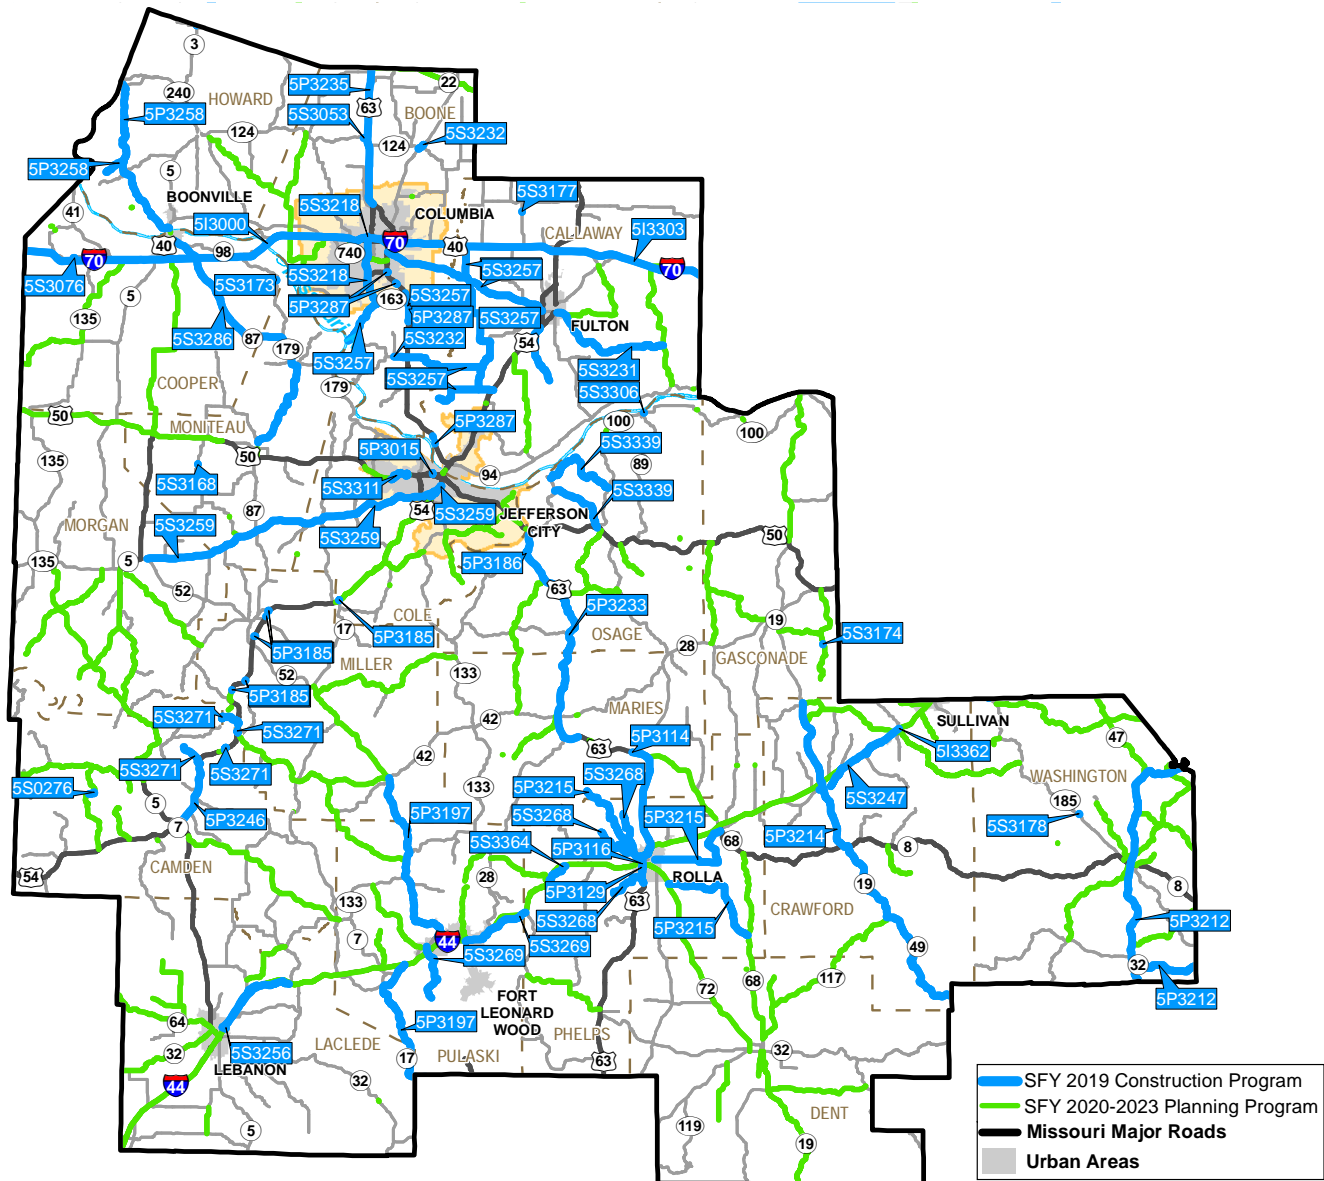 3
5P3235
22
240
63
HOWARD
5P3258
5S3053
BOONE
124
124
5S3232
5P3258
5
BOONVILLE
5S3177
41
5S3218
COLUMBIA
5I3000
CALLAWAY
5I3303
40
98
740
70
40
70
70
5S3076
5S3173
5S3218
5S3257
5
5P3287
163
5S3257
135
5P3287
5S3257
FULTON
5S3286
87
179
5S3232
54
5S3257
5S3231
COOPER
179
5S3257
5S3306
50
MONITEAU
5P3287
100
100
50
5P3015
5S3339
135
94
89
5S3168
5S3311
5S3339
87
54
5S3259
JEFFERSON
CITY
MORGAN
5S3259
5S3259
50
135
5
5P3186
52
63
5P3233
COLE
19
17
5P3185
OSAGE
5S3174
5P3185
28
GASCONADE
52
MILLER
133
5P3185
MARIES
5S3271
42
SULLIVAN
5S3271
63
5P3114
47
5I3362
5S3271
5S3271
42
WASHINGTON
5S0276
133
5P3215
5S3268
5S3247
5
5P3246
185
5P3197
5S3268
5P3215
5S3178
7
5P3214
5S3364
5P3116
68
8
CAMDEN
54
28
5P3129
ROLLA
19
8
133
63
CRAWFORD
5S3268
5P3212
7
44
5S3269
5P3215
49
5S3269
32
68
117
5P3212
72
FORT
LEONARD
WOOD
64
5P3197
PHELPS
32
5S3256
LACLEDE
PULASKI
32
LEBANON
17
63
44
32
DENT
119
5
19
SFY 2019 Construction Program
SFY 2020-2023 Planning Program
Missouri Major Roads
Urban Areas